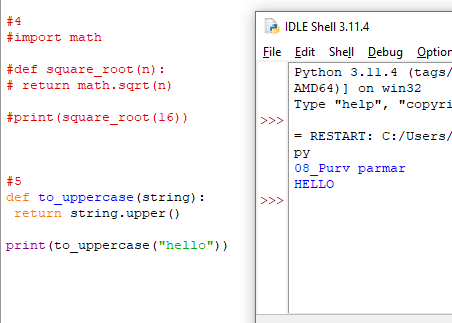 #4
#import math
#def square_root(n):
# return math.sqrt(n)
#print(square_root(16))
#5
def to_uppercase(string):
 return string.upper()
print(to_uppercase("hello"))
IDLE Shell 3.11.4
File Edit Shell Debug Option
Python 3.11.4 (tags/
AMD64)] on win32
Type "help", "copyri
>>>
= RESTART: C:/Users/
py
08_Purv parmar
HELLO
>>>